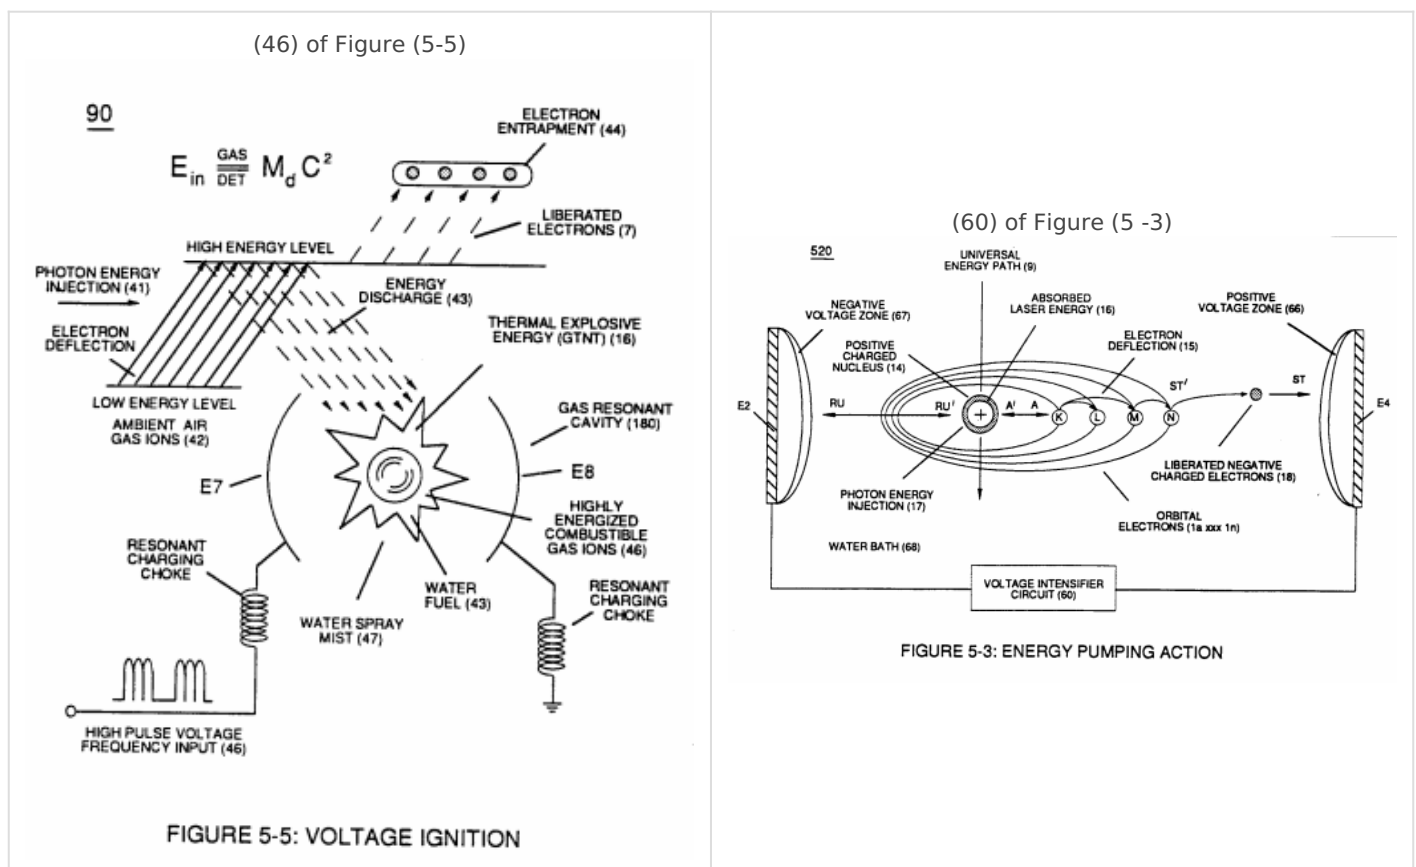 (46) of Figure (5-5)
90
E in GAS DET M d C²
ELECTRON
ENTRAPMENT (44)
LIBERATED
ELECTRONS (7)
HIGH ENERGY LEVEL
PHOTON ENERGY
INJECTION (41)
ENERGY
DISCHARGE (43)
ELECTRON
DEFLECTION
THERMAL EXPLOSIVE
ENERGY (GTNT) (16)
LOW ENERGY LEVEL
AMBIENT AIR
GAS IONS (42)
GAS RESONANT
CAVITY (180)
E7
E8
HIGHLY
ENERGIZED
COMBUSTIBLE
GAS IONS (46)
RESONANT
CHARGING
CHOKE
WATER
FUEL (43)
RESONANT
CHARGING
CHOKE
WATER SPRAY
MIST (47)
HIGH PULSE VOLTAGE
FREQUENCY INPUT (46)
FIGURE 5-5: VOLTAGE IGNITION
(60) of Figure (5 -3)
520
UNIVERSAL
ENERGY PATH (9)
NEGATIVE
VOLTAGE ZONE (67)
ABSORBED
LASER ENERGY (16)
POSITIVE
VOLTAGE ZONE (66)
POSITIVE
CHARGED
NUCLEUS (14)
ELECTRON
DEFLECTION (15)
E2
RU
RU'
+
A'
A
K
L
M
N
ST'
ST
E4
LIBERATED NEGATIVE
CHARGED ELECTRONS (18)
PHOTON ENERGY
INJECTION (17)
ORBITAL
ELECTRONS (1a xxx 1n)
WATER BATH (68)
VOLTAGE INTENSIFIER
CIRCUIT (60)
FIGURE 5-3: ENERGY PUMPING ACTION